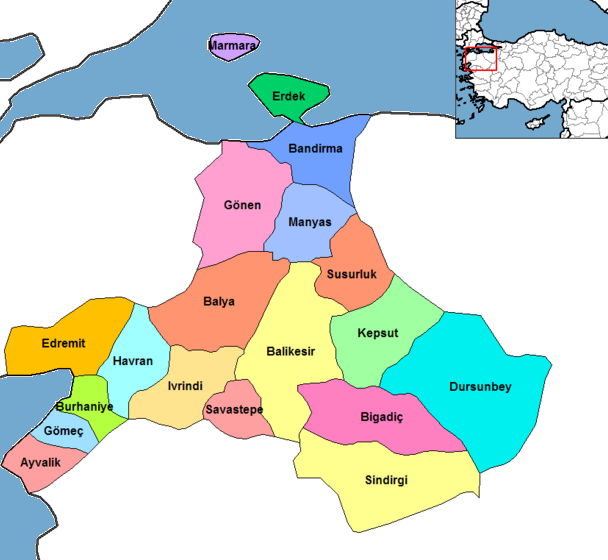 Marmara
Erdek
Bandirma
Gönen
Manyas
Susurluk
Balya
Kepsut
Edremit
Havran
Balikesir
Ivrindi
Dursunbey
Burhaniye
Savastepe
Bigadiç
Gömeç
Ayvalik
Sindirgi